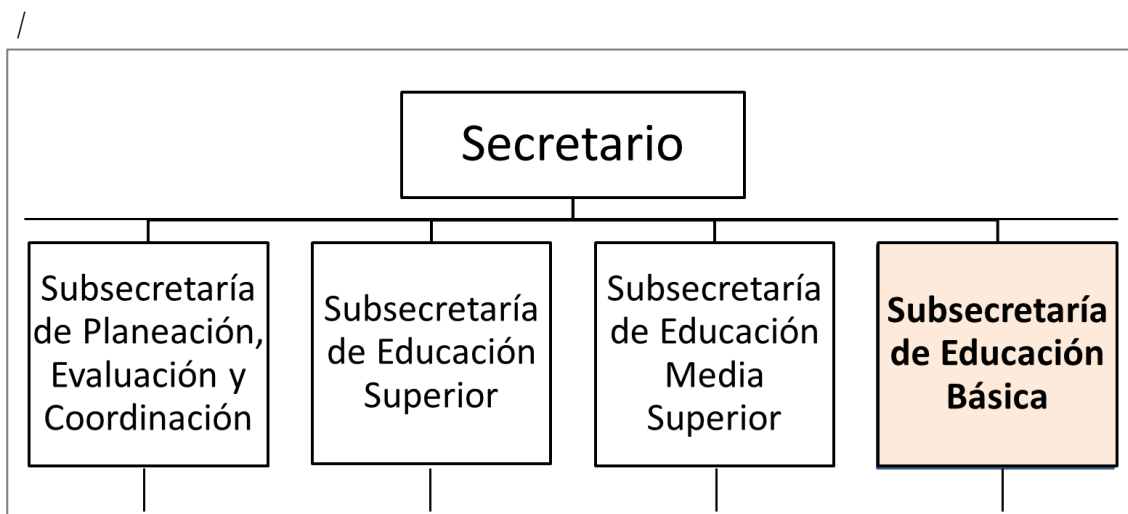 /
Secretario
Subsecretaría
de Planeación,
Evaluación y
Coordinación
Subsecretaría
de Educación
Superior
Subsecretaría
de Educación
Media
Superior
Subsecretaría
de Educación
Básica